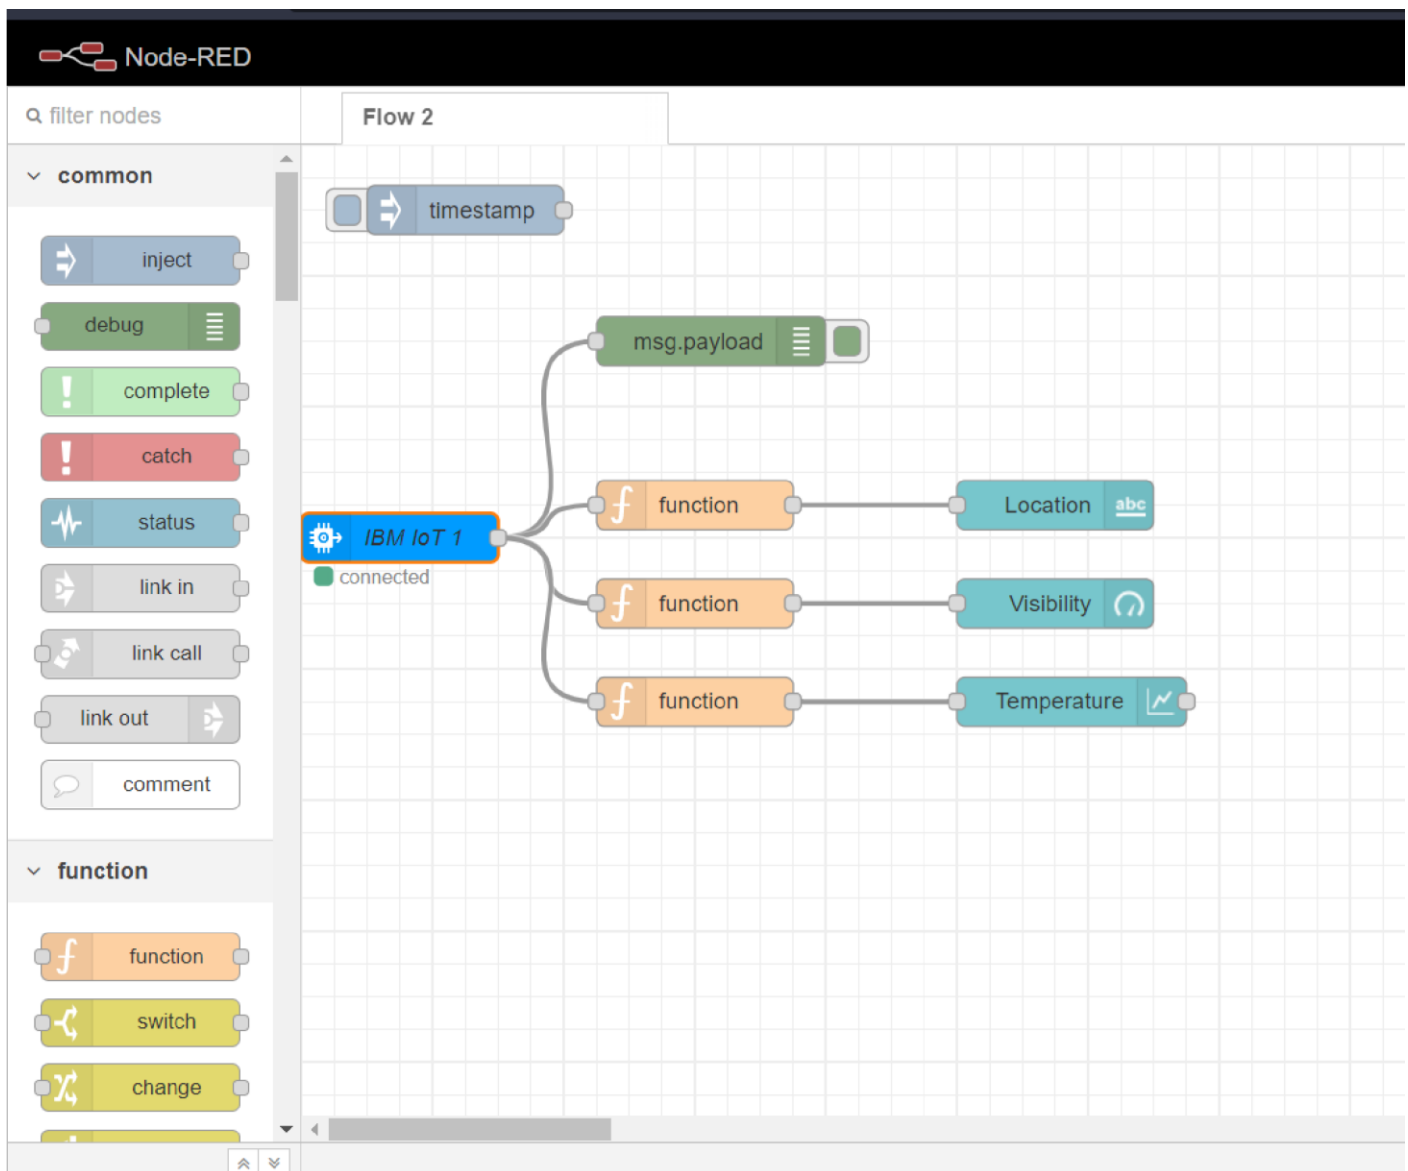 Node-RED
filter nodes
Flow 2
common
inject
debug
complete
catch
status
link in
link call
link out
comment
function
function
switch
change
timestamp
msg.payload
IBM IoT 1
connected
function
Location
abc
function
Visibility
function
Temperature